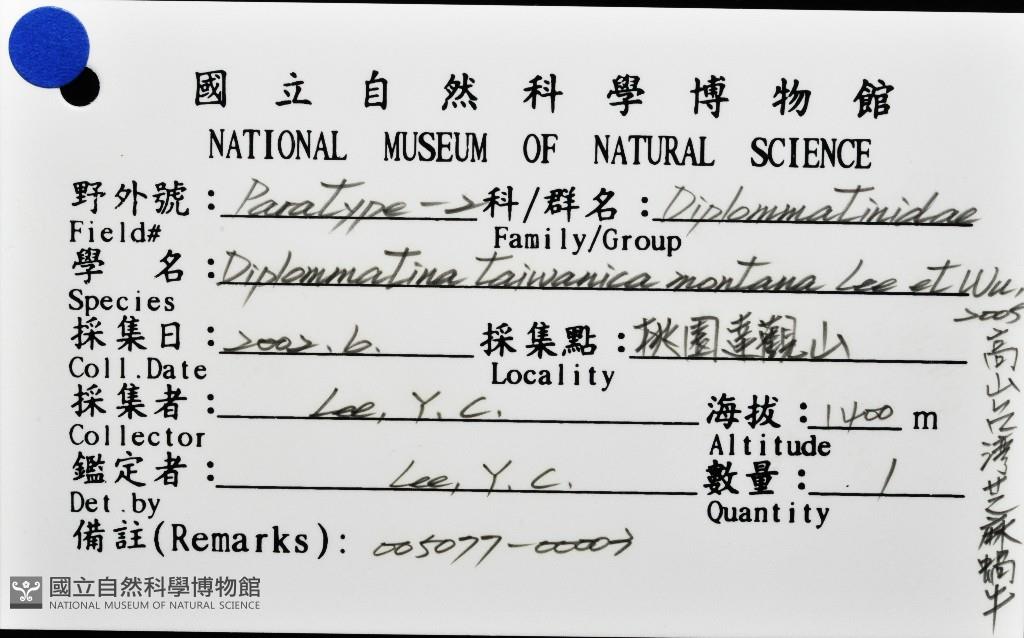 國立自然科學博物館
NATIONAL MUSEUM OF NATURAL SCIENCE
野外號：Paratype-2 科/群名：Diplommatinidae
Field# Family/Group
學 名：Diplommatina taiwanica montana Lee et Wu, 2005
Species
採集日：2002.6. 採集點：桃園達觀山
Coll.Date Locality
採集者：Lee, Y. C. 海拔：1400 m
Collector Altitude
鑑定者：Lee, Y. C. 數量：1
Det.by Quantity
備註(Remarks)：005077-00003
高山台灣芝麻蝸牛
國立自然科學博物館
NATIONAL MUSEUM OF NATURAL SCIENCE